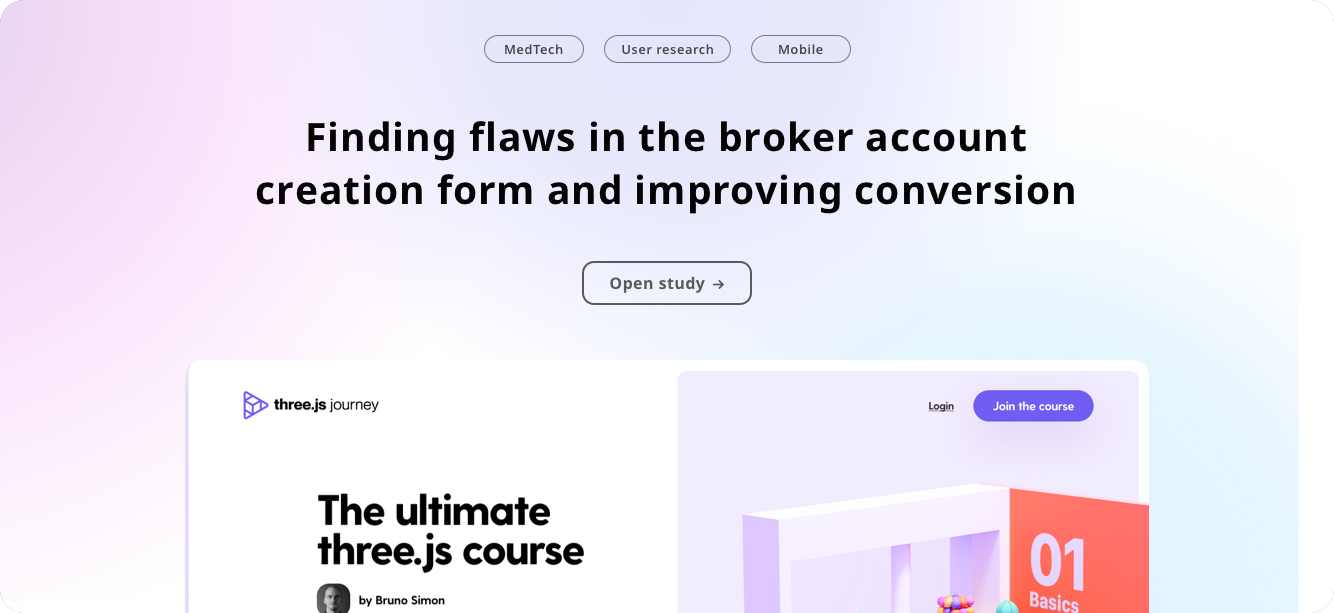 MedTech
User research
Mobile
Finding flaws in the broker account
creation form and improving conversion
Open study →
three.js journey
Login
Join the course
The ultimate
three.js course
by Bruno Simon
01
Basics